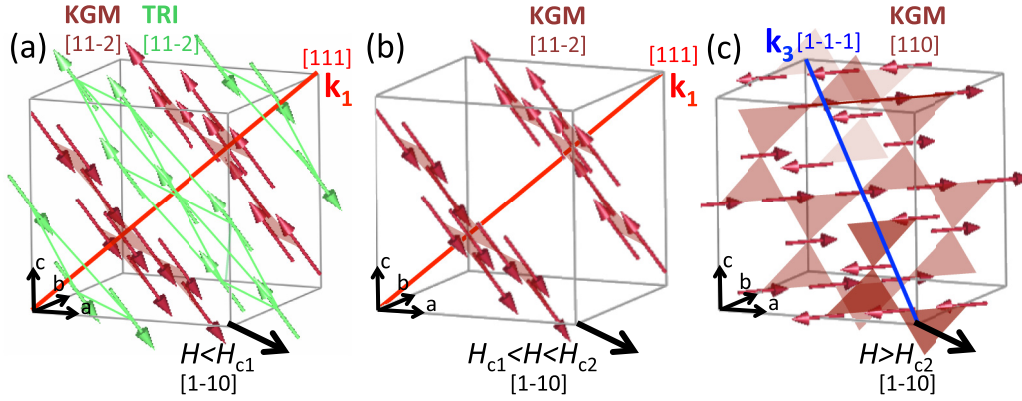 (a)
KGM TRI
[11-2] [11-2]
[111]
k1
c
b
a
H<Hc1
[1-10]
(b)
KGM
[11-2]
[111]
k1
c
b
a
Hc1<H<Hc2
[1-10]
(c)
KGM
k3 [1-1-1] [110]
c
b
a
H>Hc2
[1-10]